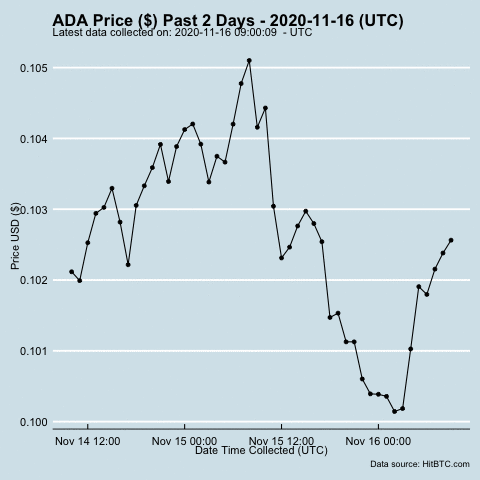 ADA Price ($) Past 2 Days - 2020-11-16 (UTC)
Latest data collected on: 2020-11-16 09:00:09  - UTC
0.105
0.104
0.103
0.102
0.101
0.100
Price USD ($)
Nov 14 12:00 Nov 15 00:00 Nov 15 12:00 Nov 16 00:00
Date Time Collected (UTC)
Data source: HitBTC.com